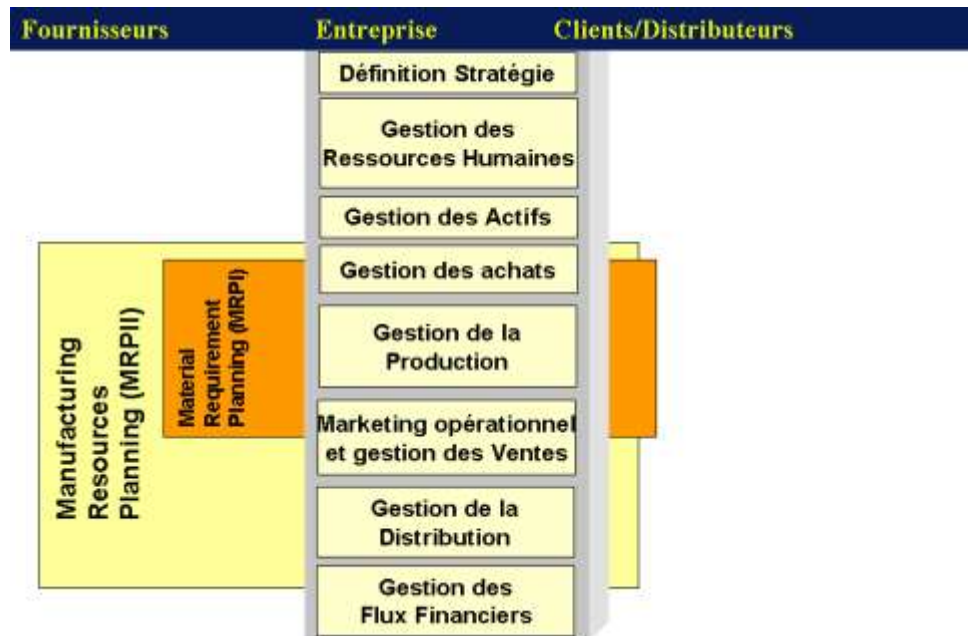 Fournisseurs Entreprise Clients/Distributeurs
Définition Stratégie
Gestion des
Ressources Humaines
Gestion des Actifs
Gestion des achats
Gestion de la
Production
Marketing opérationnel
et gestion des Ventes
Gestion de la
Distribution
Gestion des
Flux Financiers
Manufacturing
Resources
Planning (MRPII)
Material
Requirement
Planning (MRPI)